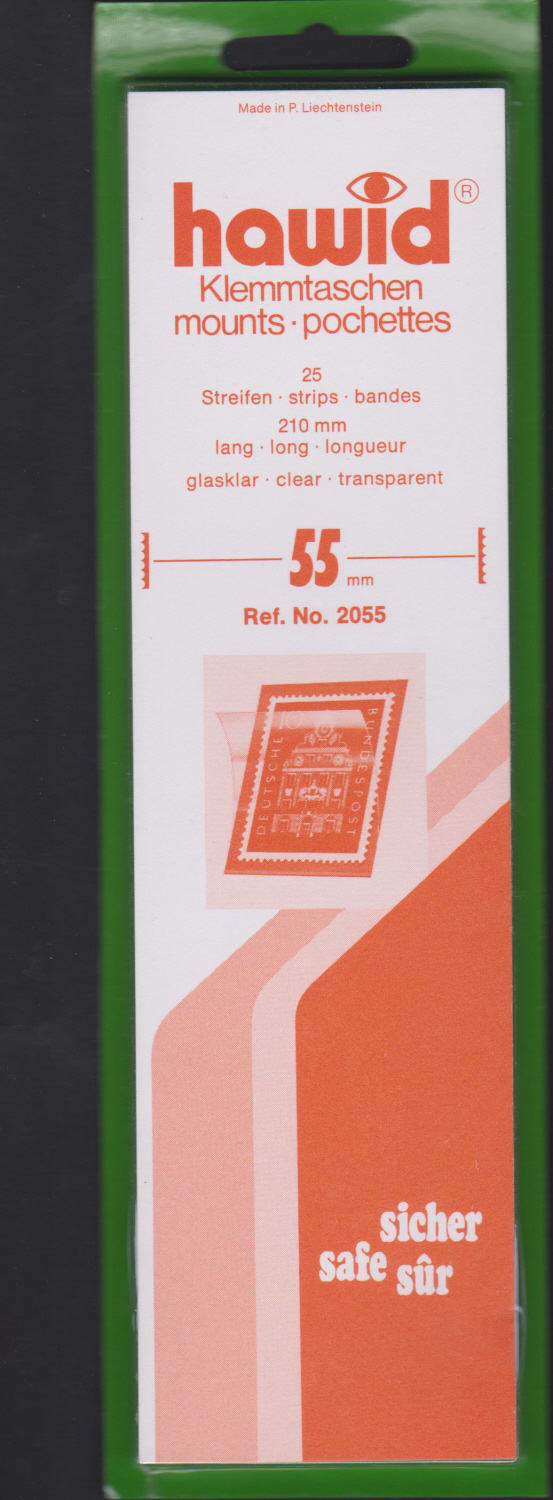 Made in P. Liechtenstein
hawid®
Klemmtaschen
mounts · pochettes
25
Streifen · strips · bandes
210 mm
lang · long · longueur
glasklar · clear · transparent
55 mm
Ref. No. 2055
10
DEUTSCHE
BUNDESPOST
sicher
safe
sûr